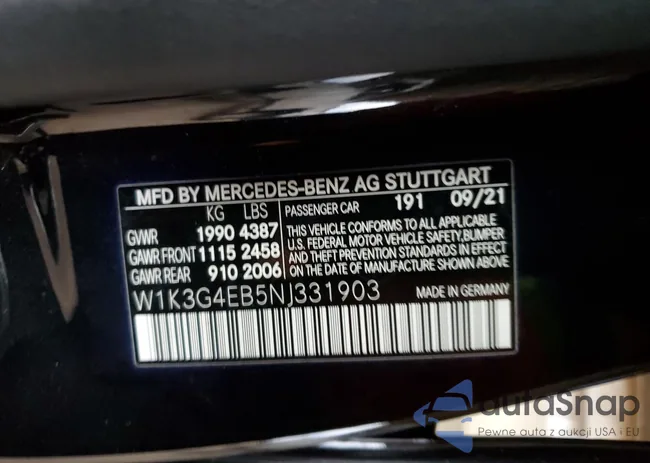 MFD BY MERCEDES-BENZ AG STUTTGART
KG LBS PASSENGER CAR 191 09/21
GVWR 1990 4387
GAWR FRONT 1115 2458
GAWR REAR 910 2006
THIS VEHICLE CONFORMS TO ALL APPLICABLE
U.S. FEDERAL MOTOR VEHICLE SAFETY, BUMPER
AND THEFT PREVENTION STANDARDS IN EFFECT
ON THE DATE OF MANUFACTURE SHOWN ABOVE
W1K3G4EB5NJ331903 MADE IN GERMANY
autaSnap
Pewne auta z aukcji USA i EU